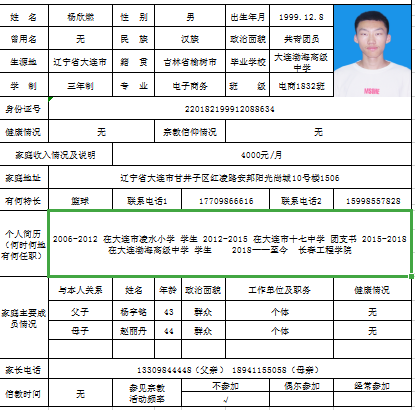 姓 名 杨欣燃 性 别 男 出生年月 1999.12.8
曾用名 无 民 族 汉族 政治面貌 共青团员
生源地 辽宁省大连市 籍 贯 吉林省榆树市 毕业学校 大连渤海高级中学
学 制 三年制 专 业 电子商务 班 级 电商1832班
身份证号 220182199912088634
健康情况 无 宗教信仰情况 无
家庭收入情况及说明 4000元/月
家庭地址 辽宁省大连市甘井子区红凌路安邦阳光尚城10号楼1506
有何特长 篮球 联系电话1 17709866616 联系电话2 15998557828
个人简历
(何时何地有何任职)
2006-2012 在大连市凌水小学 学生 2012-2015 在大连市十七中学 团支书 2015-2018
在大连渤海高级中学 学生 2018——至今 长春工程学院
家庭主要成员情况
与本人关系 姓名 年龄 政治面貌 工作单位及职务 健康情况
父子 杨宇铭 43 群众 个体 无
母子 赵丽丹 44 群众 个体 无
家长电话 13309844448(父亲) 18941155058(母亲)
信教时间 无 参见宗教活动频率 不参加 偶尔参加 经常参加
√